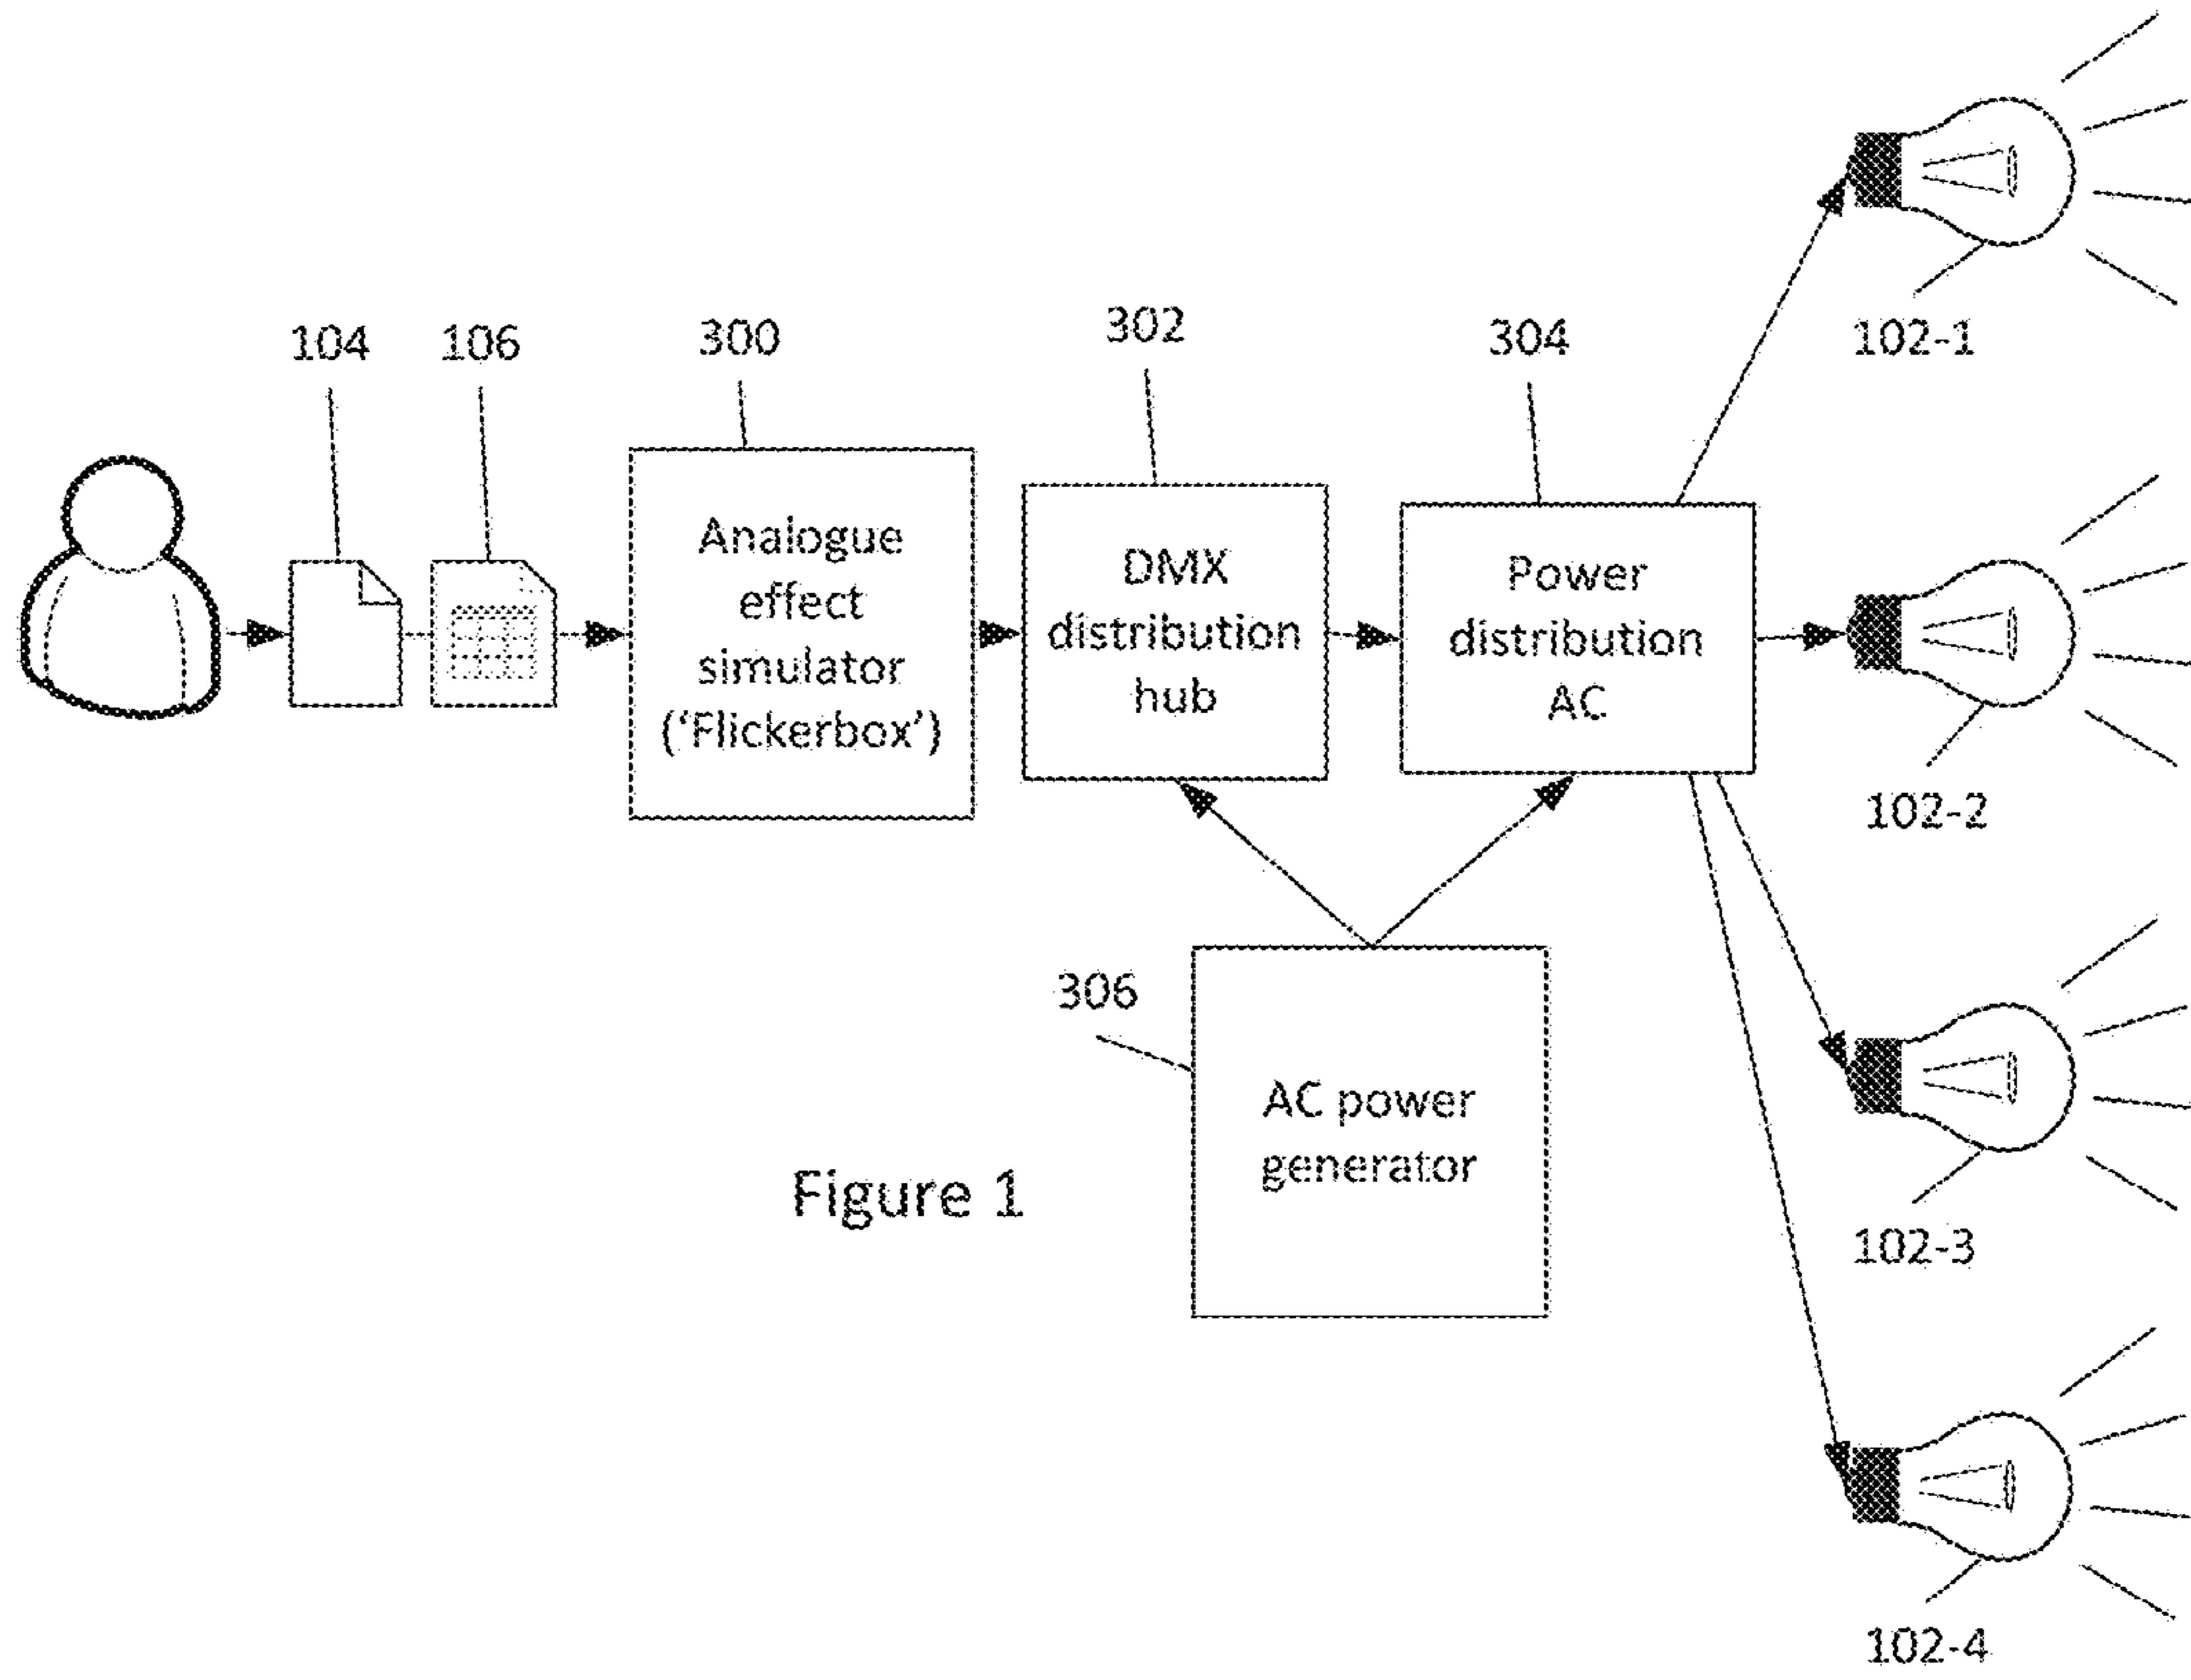 104
106
300
302
304
102-1
Analogue
effect
simulator
('Flickerbox')
DMX
distribution
hub
Power
distribution
AC
102-2
306
AC power
generator
Figure 1
102-3
102-4